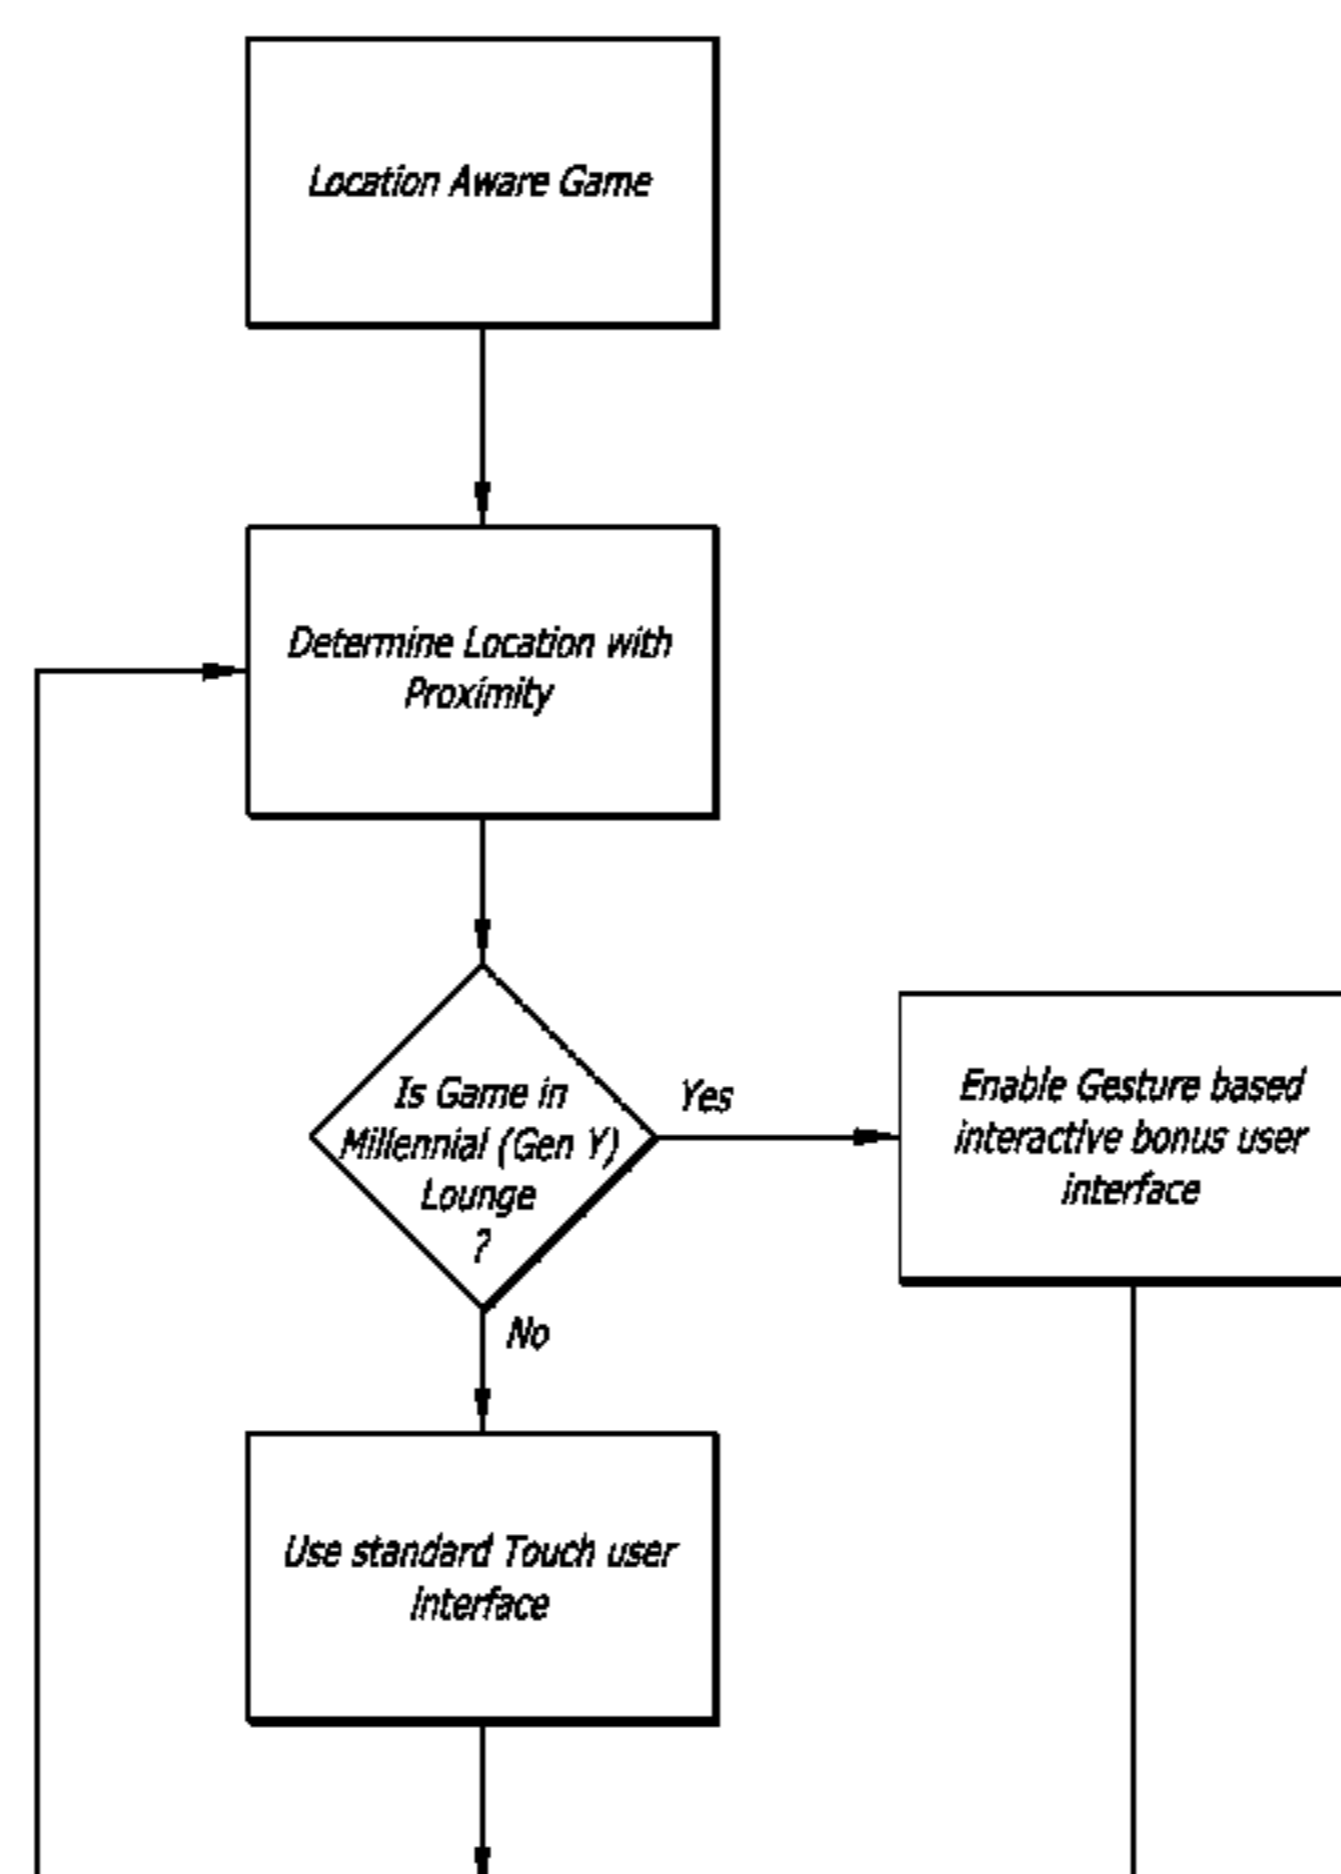 Location Aware Game
Determine Location with
Proximity
Is Game in
Millennial (Gen Y)
Lounge
?
Yes
Enable Gesture based
interactive bonus user
interface
No
Use standard Touch user
interface